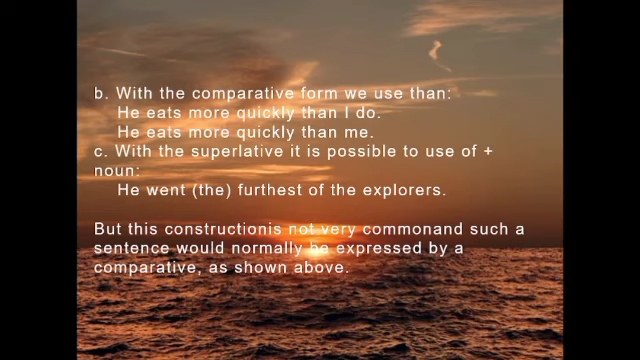 b. With the comparative form we use than:
He eats more quickly than I do.
He eats more quickly than me.
c. With the superlative it is possible to use of +
noun:
He went (the) furthest of the explorers.
But this constructionis not very commonand such a
sentence would normally be expressed by a
comparative, as shown above.